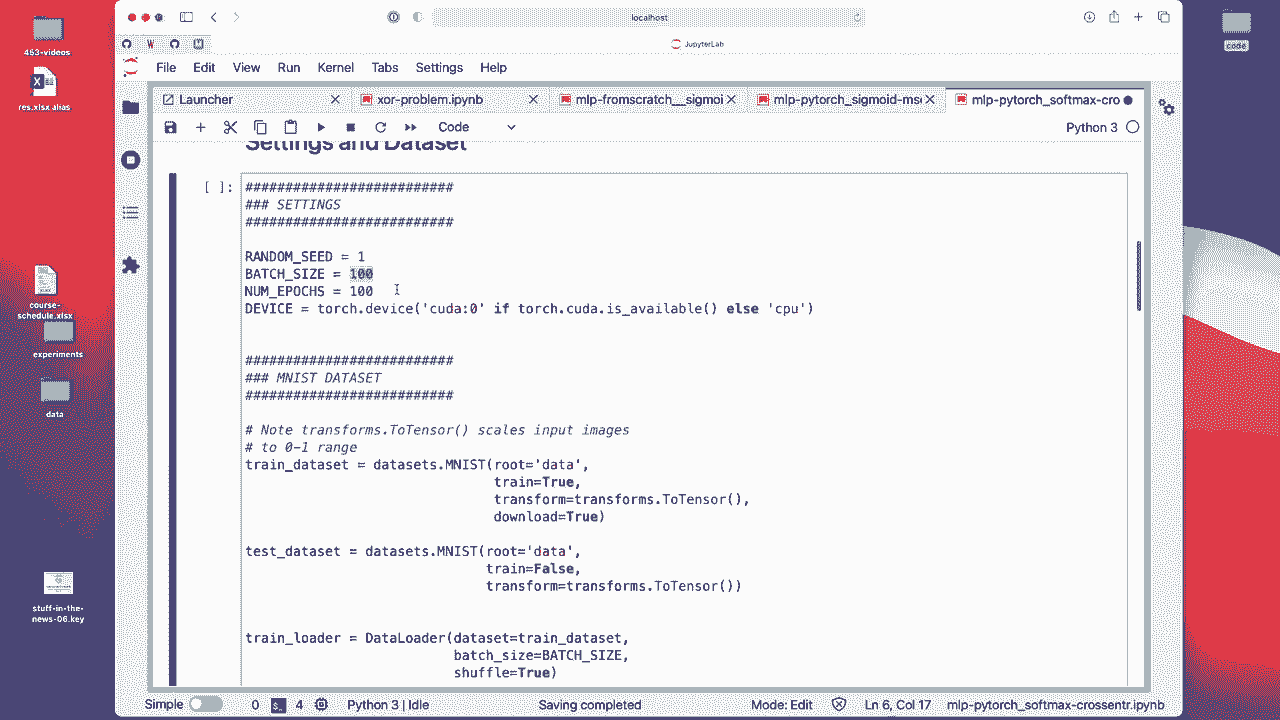 localhost
JupyterLab
File Edit View Run Kernel Tabs Settings Help
Launcher xor-problem.ipynb mlp-fromscratch__sigmoi mlp-pytorch_sigmoid-ms mlp-pytorch_softmax-cro
Code Python 3
Settings and Dataset
[ ]: ##########################
### SETTINGS
##########################
RANDOM_SEED = 1
BATCH_SIZE = 100
NUM_EPOCHS = 100
DEVICE = torch.device('cuda:0' if torch.cuda.is_available() else 'cpu')
##########################
### MNIST DATASET
##########################
# Note transforms.ToTensor() scales input images
# to 0-1 range
train_dataset = datasets.MNIST(root='data',
train=True,
transform=transforms.ToTensor(),
download=True)
test_dataset = datasets.MNIST(root='data',
train=False,
transform=transforms.ToTensor())
train_loader = DataLoader(dataset=train_dataset,
batch_size=BATCH_SIZE,
shuffle=True)
Simple 0 $_ 4 Python 3 | Idle Saving completed Mode: Edit Ln 6, Col 17 mlp-pytorch_softmax-crossentr.ipynb
453-videos
res.xlsx alias
course-
schedule.xlsx
experiments
data
stuff-in-the-
news-06.key
code